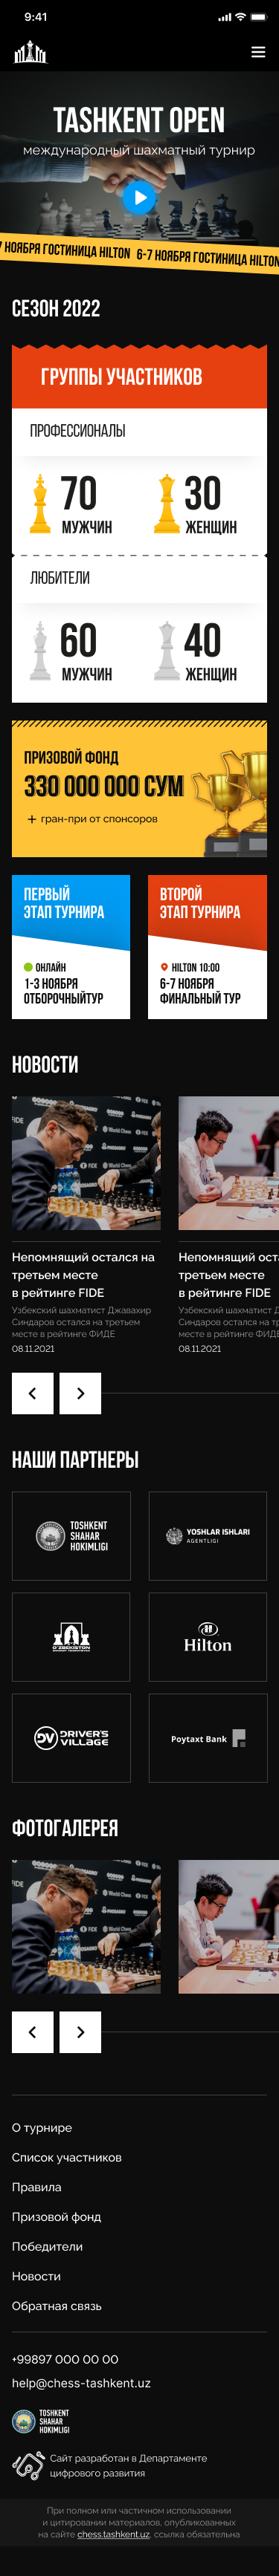 9:41
TASHKENT OPEN
международный шахматный турнир
7 НОЯБРЯ ГОСТИНИЦА HILTON 6-7 НОЯБРЯ ГОСТИНИЦА HILTON
СЕЗОН 2022
ГРУППЫ УЧАСТНИКОВ
ПРОФЕССИОНАЛЫ
70 МУЖЧИН
30 ЖЕНЩИН
ЛЮБИТЕЛИ
60 МУЖЧИН
40 ЖЕНЩИН
ПРИЗОВОЙ ФОНД
330 000 000 СУМ
+ гран-при от спонсоров
ПЕРВЫЙ
ЭТАП ТУРНИРА
ОНЛАЙН
1-3 НОЯБРЯ
ОТБОРОЧНЫЙТУР
ВТОРОЙ
ЭТАП ТУРНИРА
HILTON 10:00
6-7 НОЯБРЯ
ФИНАЛЬНЫЙ ТУР
НОВОСТИ
Непомнящий остался на
третьем месте
в рейтинге FIDE
Узбекский шахматист Джавахир
Синдаров остался на третьем
месте в рейтинге ФИДЕ
08.11.2021
Непомнящий оста
третьем месте
в рейтинге FIDE
Узбекский шахматист Д
Синдаров остался на тр
месте в рейтинге ФИДЕ
08.11.2021
НАШИ ПАРТНЕРЫ
TOSHKENT
SHAHAR
HOKIMLIGI
YOSHLAR ISHLARI
AGENTLIGI
O'ZBEKISTON
Hilton
DRIVER'S
VILLAGE
Poytaxt Bank
ФОТОГАЛЕРЕЯ
О турнире
Список участников
Правила
Призовой фонд
Победители
Новости
Обратная связь
+99897 000 00 00
help@chess-tashkent.uz
TOSHKENT
SHAHAR
HOKIMLIGI
Сайт разработан в Департаменте
цифрового развития
При полном или частичном использовании
и цитировании материалов, опубликованных
на сайте chess.tashkent.uz, ссылка обязательна